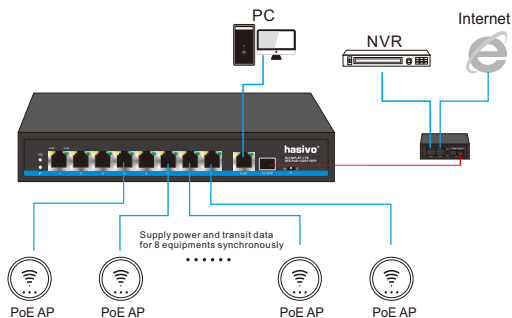 PC
Internet
NVR
hasivo®
Supply power and transit data
for 8 equipments synchronously
PoE AP
PoE AP
PoE AP
PoE AP